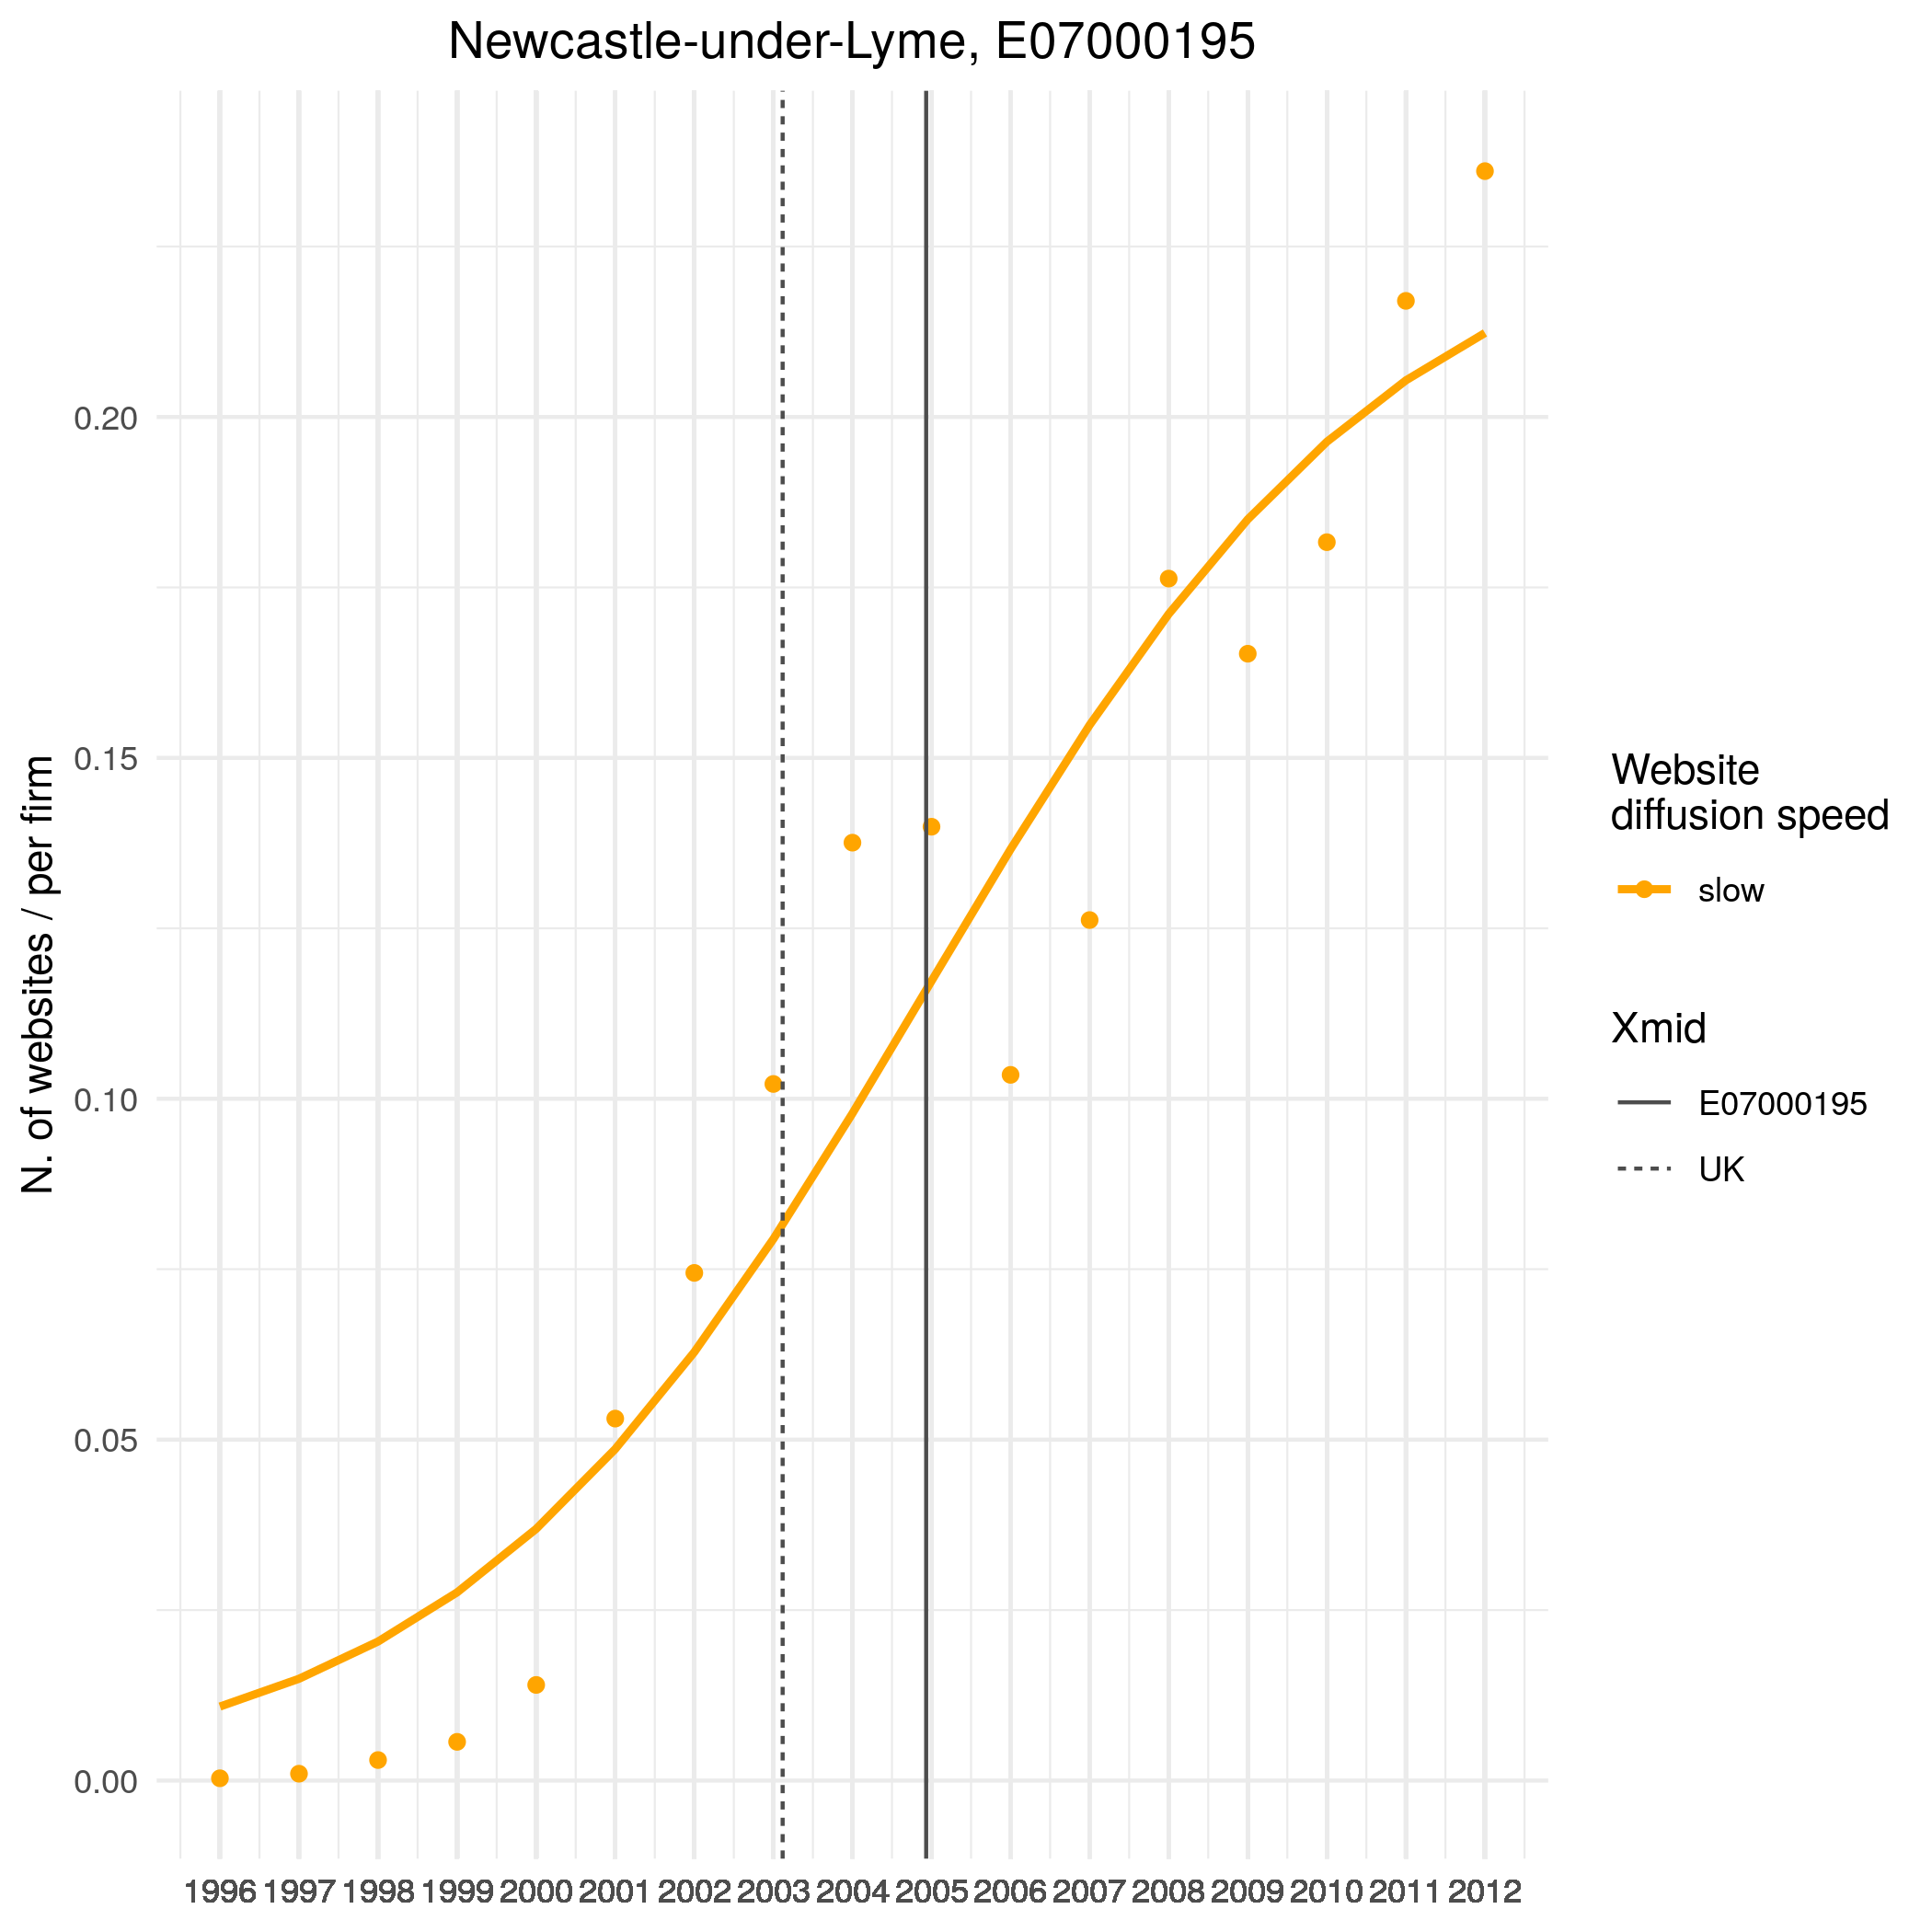 Newcastle-under-Lyme, E07000195
N. of websites / per firm
0.20
0.15
0.10
0.05
0.00
1996 1997 1998 1999 2000 2001 2002 2003 2004 2005 2006 2007 2008 2009 2010 2011 2012
Website
diffusion speed
slow
Xmid
E07000195
UK